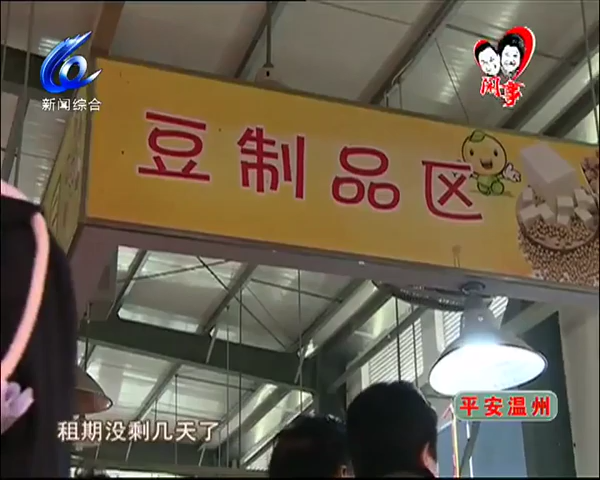 新闻综合
闲事
豆制品区
平安温州
租期没剩几天了